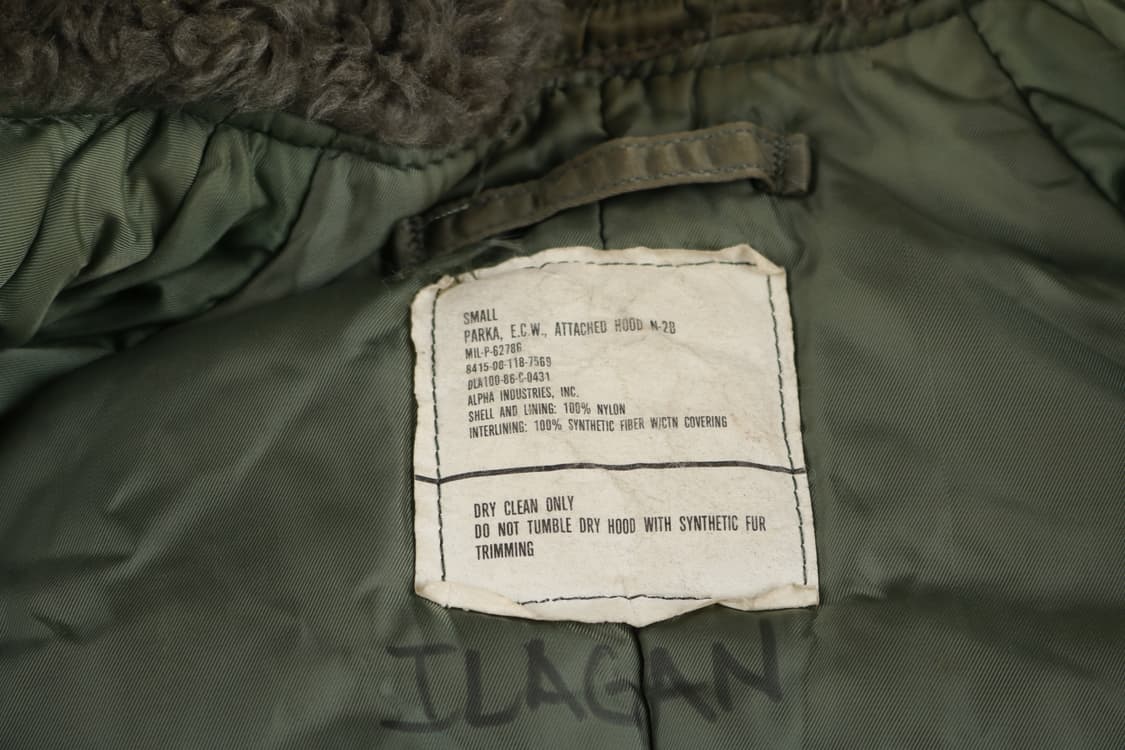 SMALL
PARKA, E.C.W., ATTACHED HOOD N-2B
MIL-P-6278G
8415-00-118-7569
DLA100-86-C-0431
ALPHA INDUSTRIES, INC.
SHELL AND LINING: 100% NYLON
INTERLINING: 100% SYNTHETIC FIBER W/CTN COVERING
DRY CLEAN ONLY
DO NOT TUMBLE DRY HOOD WITH SYNTHETIC FUR
TRIMMING
ILAGAN